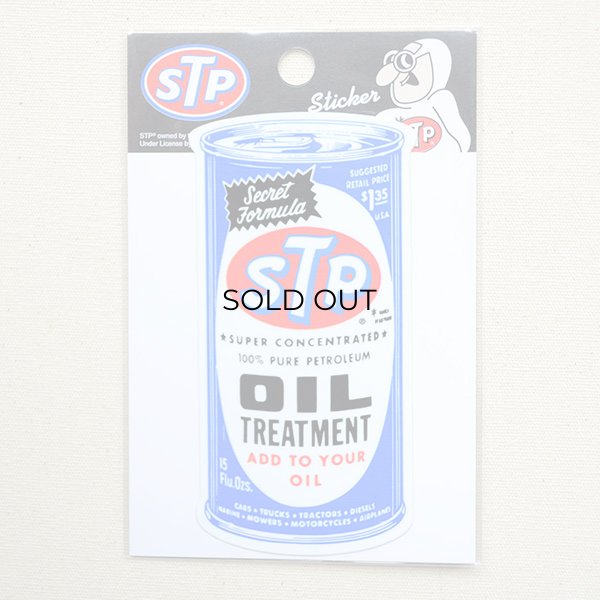 STP®
Sticker
STP® owned by
Under License by
STP
Secret
Formula
SUGGESTED
RETAIL PRICE
$1.35
U.S.A.
STP
®
SOLD OUT
★ SUPER CONCENTRATED ★
100% PURE PETROLEUM
OIL
TREATMENT
ADD TO YOUR
OIL
15
Flu.Ozs.
CARS • TRUCKS • TRACTORS • DIESELS
MARINE • MOWERS • MOTORCYCLES • AIRPLANES